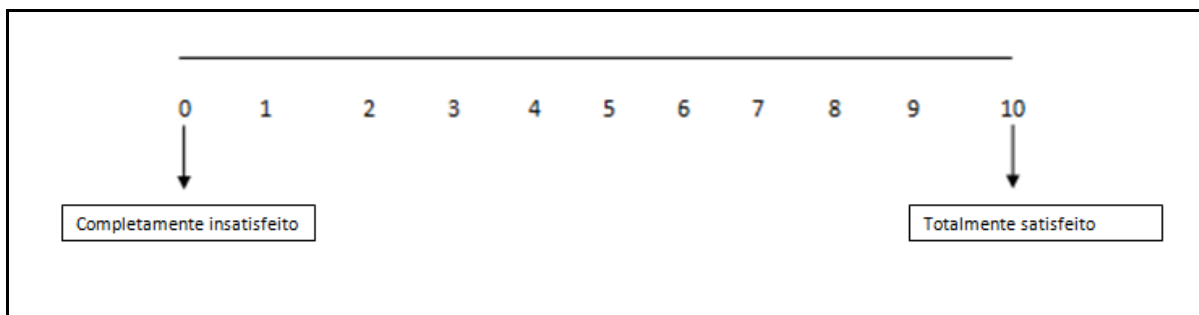 0 1 2 3 4 5 6 7 8 9 10
Completamente insatisfeito
Totalmente satisfeito